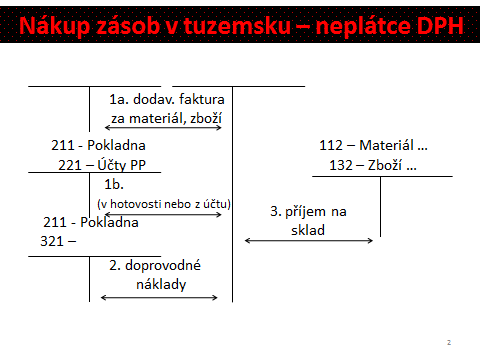 Nákup zásob v tuzemsku – neplátce DPH
1a. dodav. faktura
za materiál, zboží
211 - Pokladna
221 – Účty PP
112 – Materiál ...
132 – Zboží ...
1b.
(v hotovosti nebo z účtu)
211 - Pokladna
321 –
3. příjem na
sklad
2. doprovodné
náklady
2